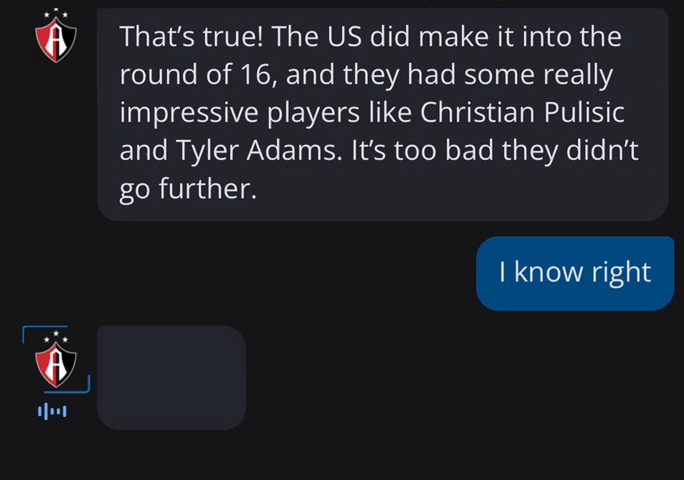 That’s true! The US did make it into the
round of 16, and they had some really
impressive players like Christian Pulisic
and Tyler Adams. It’s too bad they didn’t
go further.
I know right